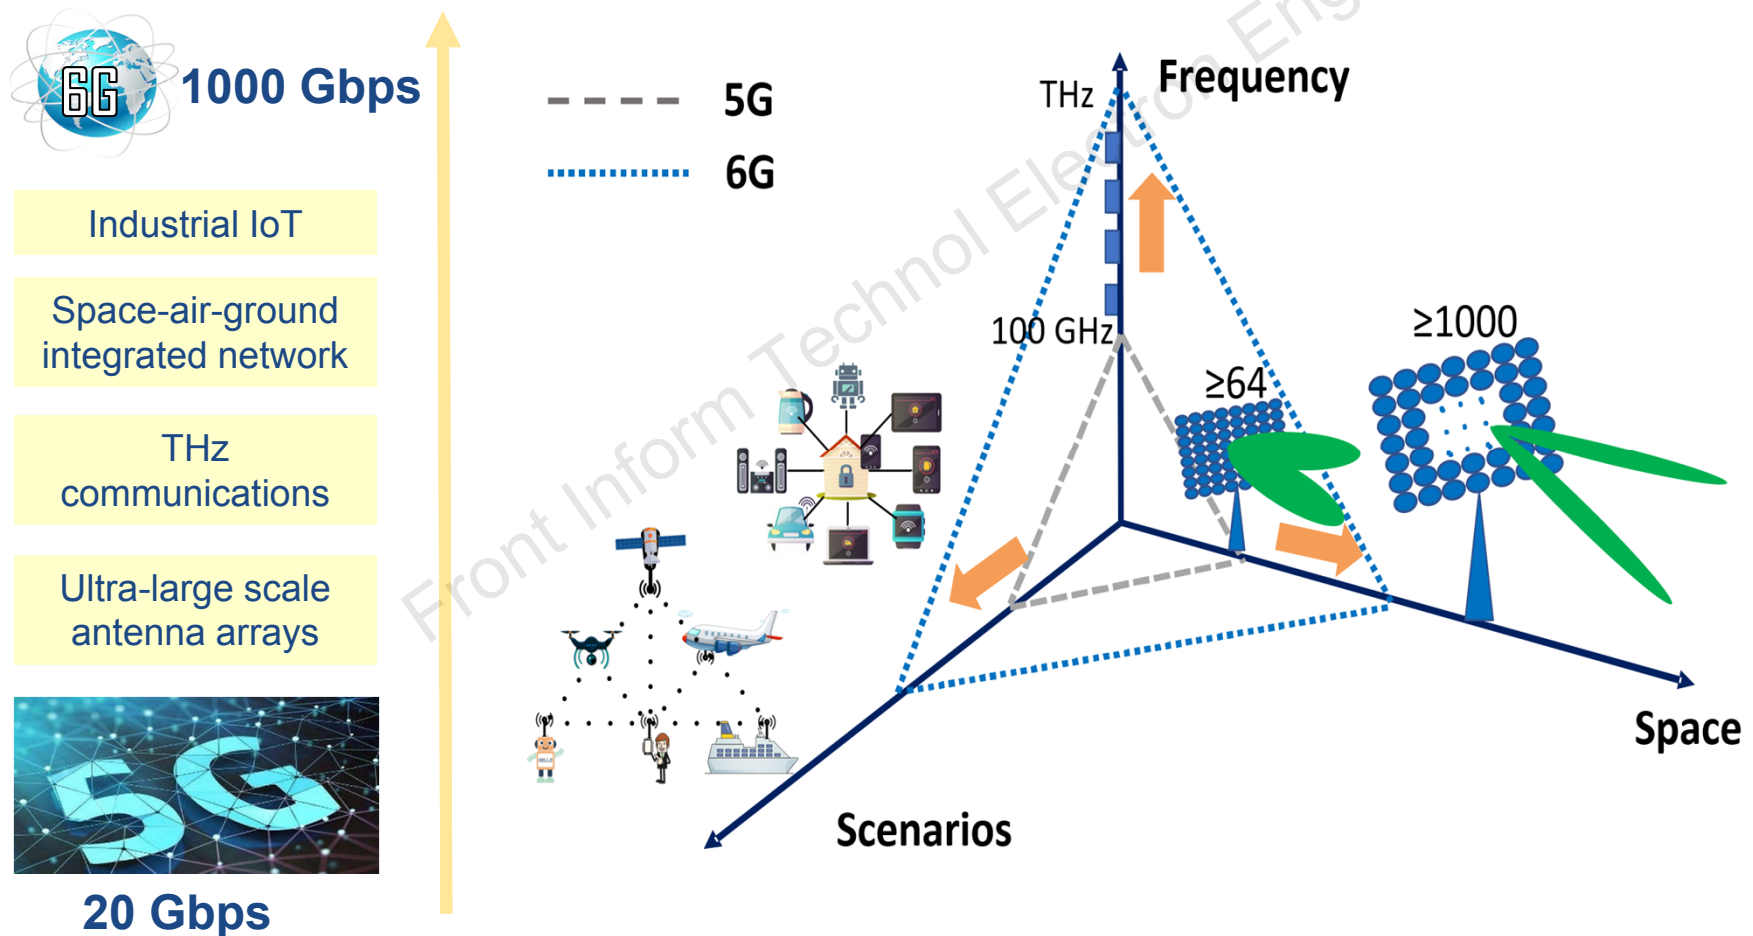 6G
1000 Gbps
Industrial IoT
Space-air-ground
integrated network
THz
communications
Ultra-large scale
antenna arrays
5G
20 Gbps
5G
6G
Frequency
THz
100 GHz
≥64
≥1000
Space
Scenarios
HELLO
Front Inform Technol Electron Eng